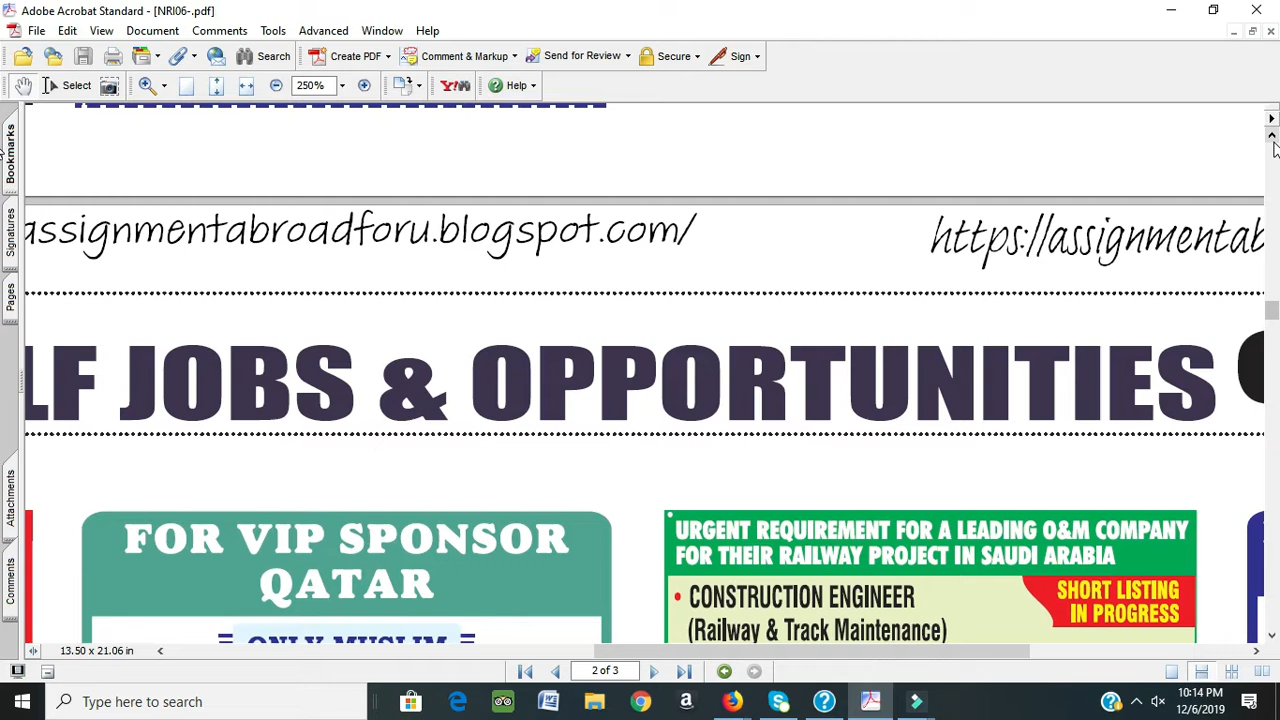 Adobe Acrobat Standard - [NRI06-.pdf]
File Edit View Document Comments Tools Advanced Window Help
Search Create PDF Comment & Markup Send for Review Secure Sign
Select 250% Y! Help
Bookmarks
Signatures
Pages
Attachments
Comments
assignmentabroadforu.blogspot.com/ https://assignmentab
LF JOBS & OPPORTUNITIES
FOR VIP SPONSOR
QATAR
ONLY MUSLIM
URGENT REQUIREMENT FOR A LEADING O&M COMPANY
FOR THEIR RAILWAY PROJECT IN SAUDI ARABIA
• CONSTRUCTION ENGINEER
(Railway & Track Maintenance)
SHORT LISTING
IN PROGRESS
13.50 x 21.06 in
2 of 3
Type here to search
10:14 PM
12/6/2019